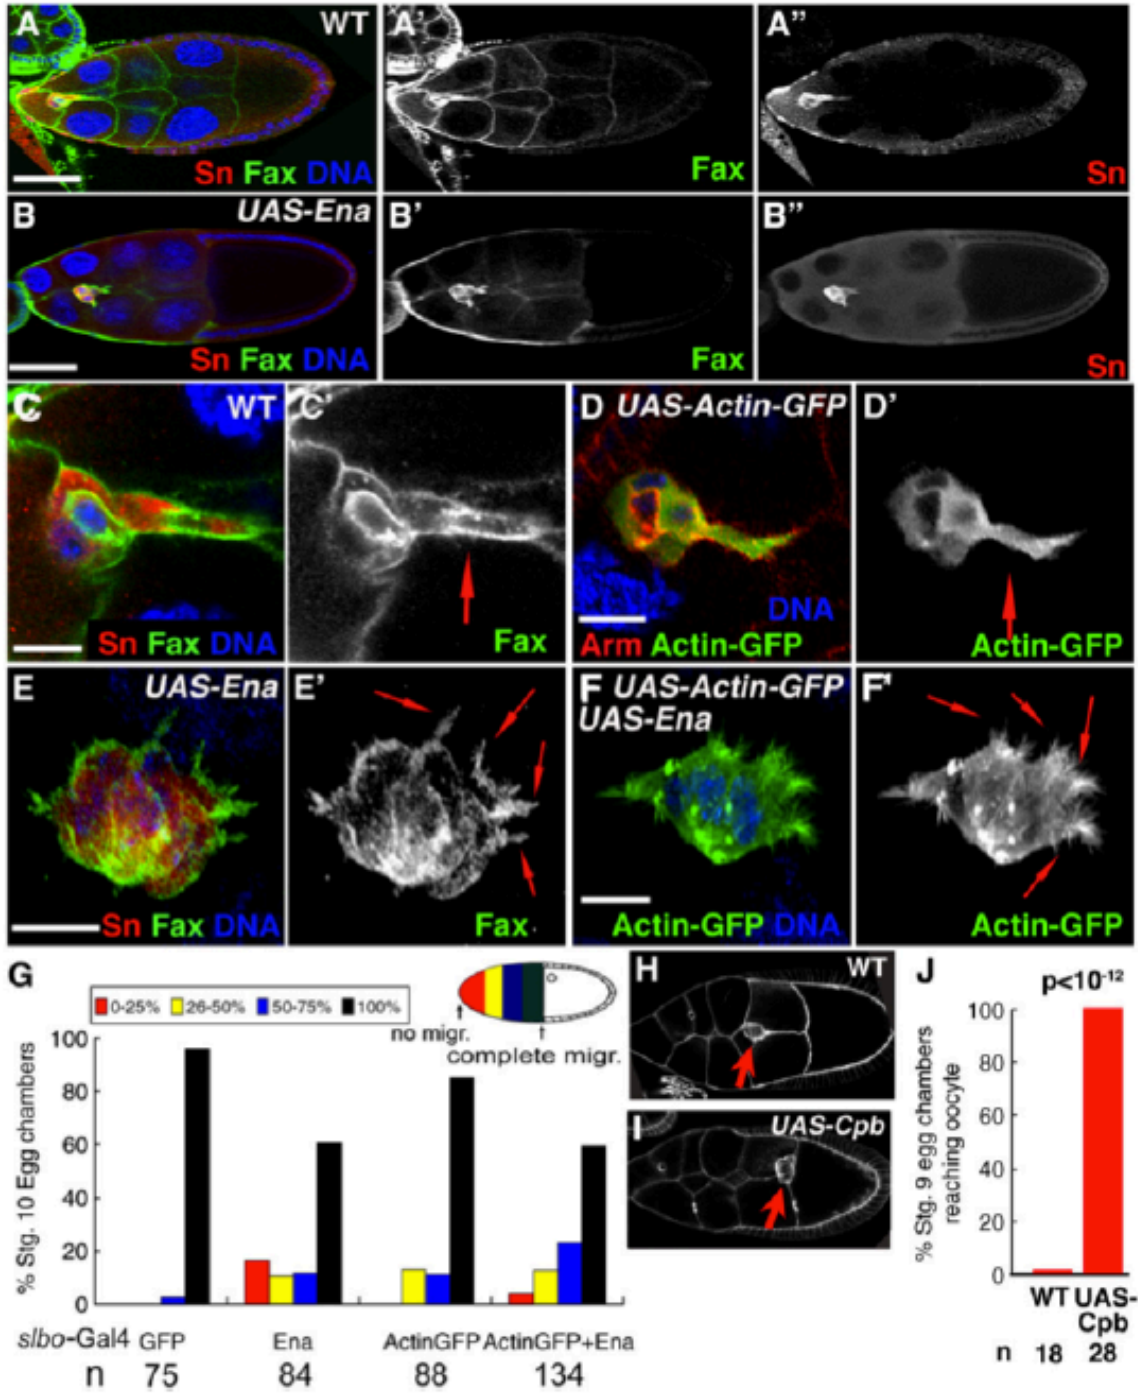 A WT A' A"
Sn Fax DNA Fax Sn
B UAS-Ena B' B"
Sn Fax DNA Fax Sn
C WT C' D UAS-Actin-GFP D'
DNA
Sn Fax DNA Fax Arm Actin-GFP Actin-GFP
E UAS-Ena E' F UAS-Actin-GFP F'
UAS-Ena
Sn Fax DNA Fax Actin-GFP DNA Actin-GFP
G
0-25% 26-50% 50-75% 100%
no migr.
complete migr.
% Stg. 10 Egg chambers
100
80
60
40
20
0
slbo-Gal4 GFP Ena ActinGFP ActinGFP+Ena
n 75 84 88 134
H WT
I UAS-Cpb
J
p<10-12
% Stg. 9 egg chambers
reaching oocyte
100
80
60
40
20
0
WT UAS-
Cpb
n 18 28